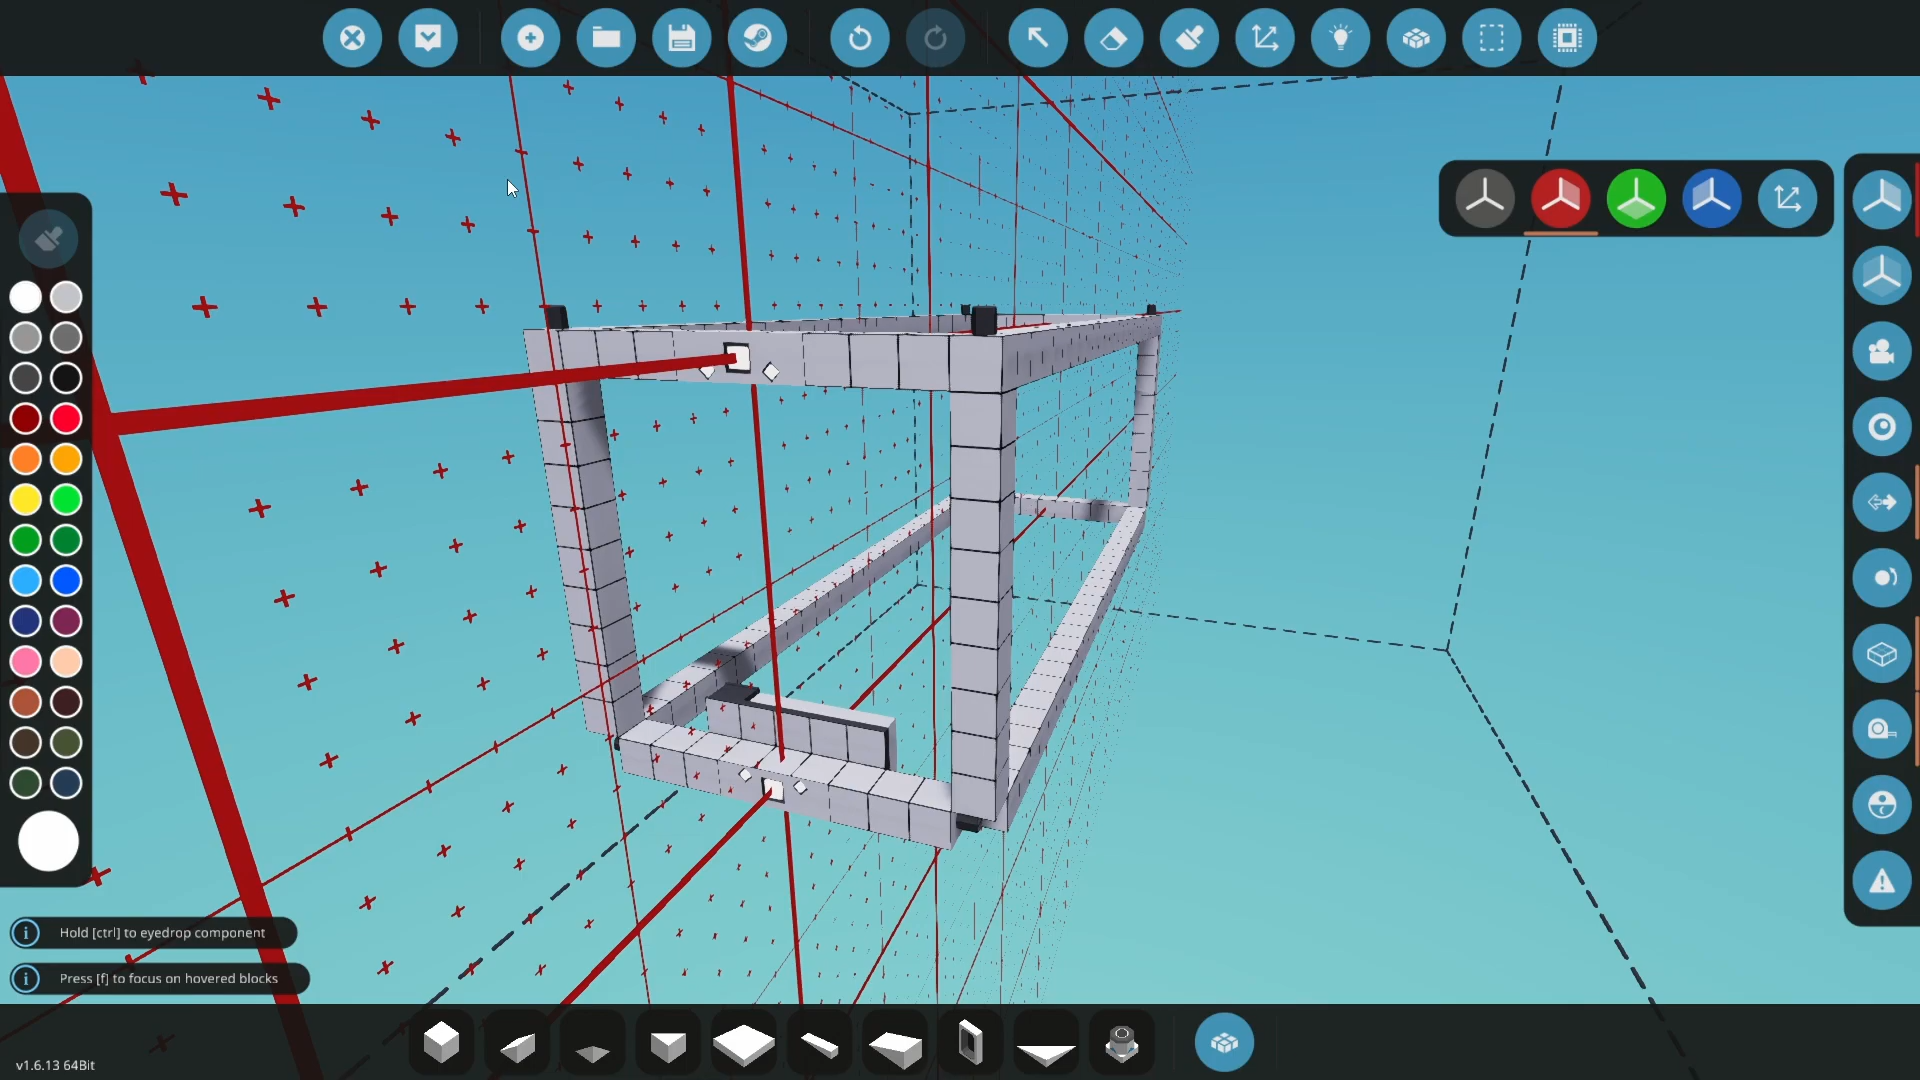 Hold [ctrl] to eyedrop component
Press [f] to focus on hovered blocks
v1.6.13 64Bit